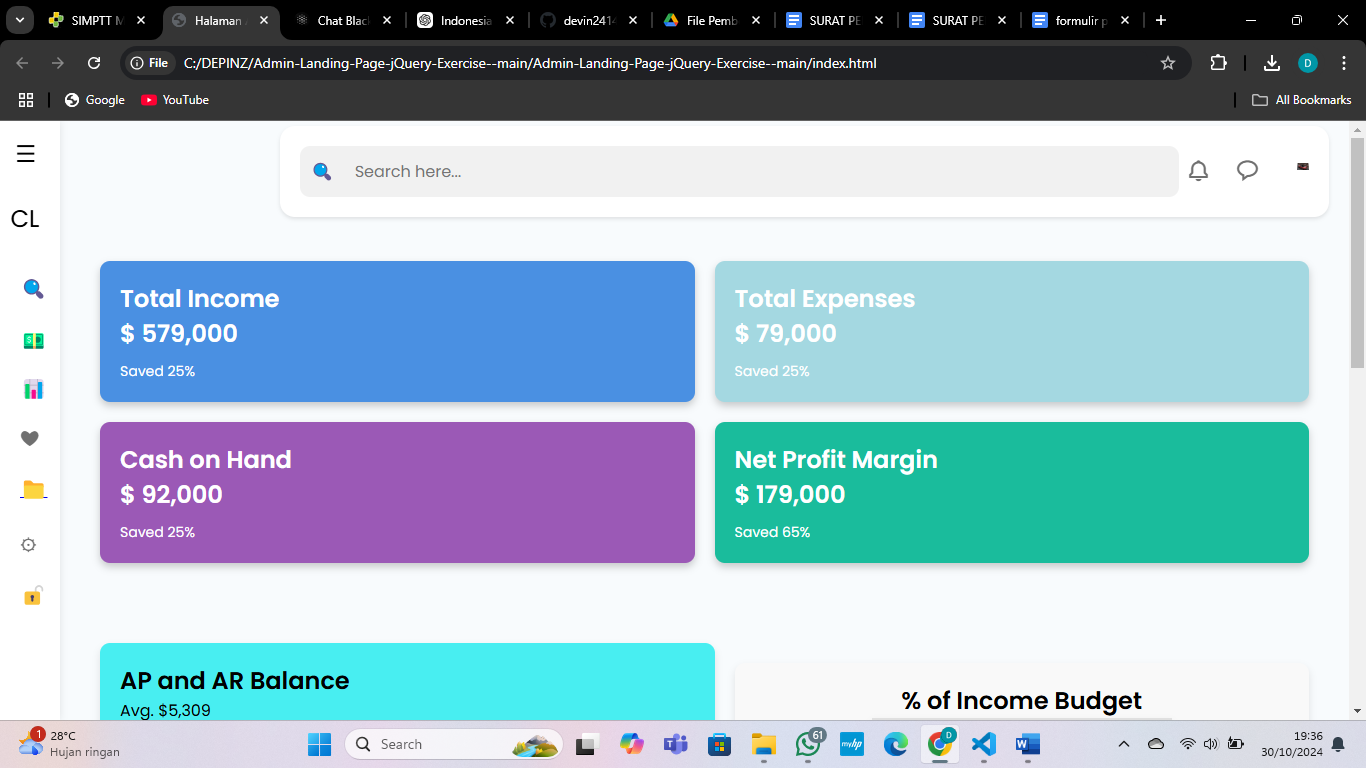 SIMPTT M
Halaman A
Chat Blac
Indonesia
devin2414
File Pemb
SURAT PE
SURAT PE
formulir p
File
C:/DEPINZ/Admin-Landing-Page-jQuery-Exercise--main/Admin-Landing-Page-jQuery-Exercise--main/index.html
D
Google
YouTube
All Bookmarks
Search here...
CL
Total Income
$ 579,000
Saved 25%
Total Expenses
$ 79,000
Saved 25%
Cash on Hand
$ 92,000
Saved 25%
Net Profit Margin
$ 179,000
Saved 65%
AP and AR Balance
Avg. $5,309
% of Income Budget
1
28°C
Hujan ringan
Search
61
myhp
D
19:36
30/10/2024